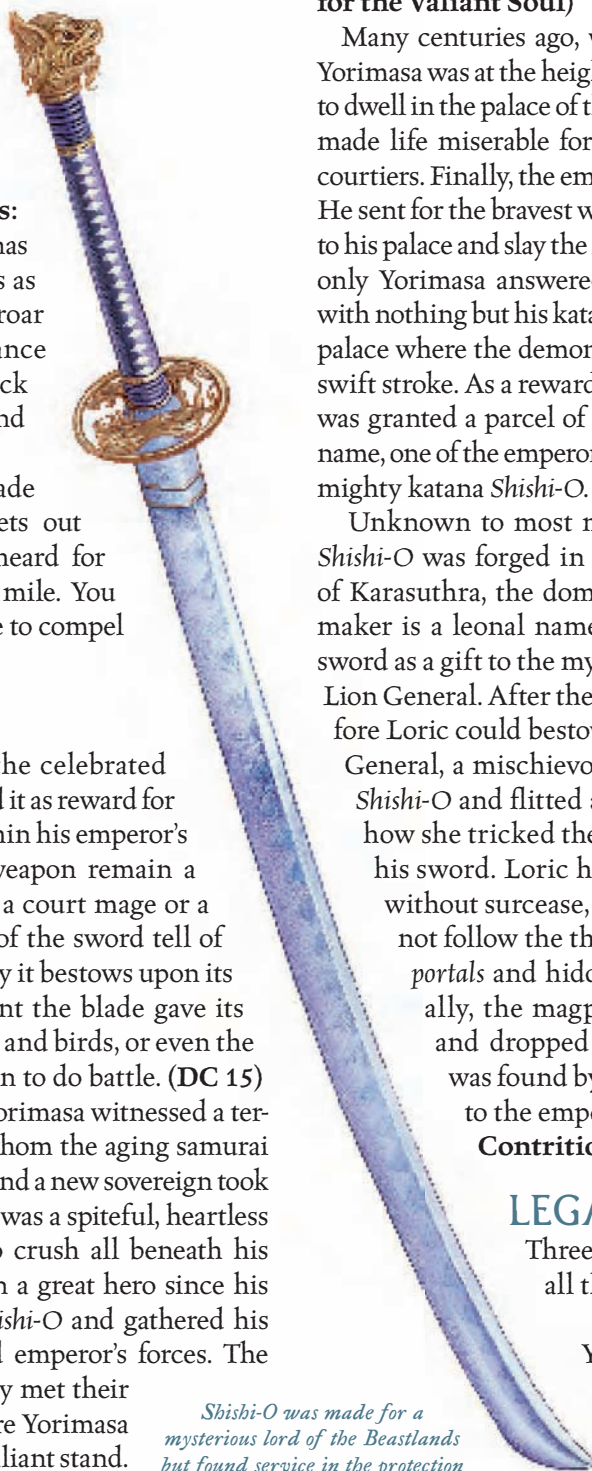 s:
has
s as
roar
ance
ck
nd
ade
ets out
heard for
mile. You
e to compel
he celebrated
d it as reward for
hin his emperor's
weapon remain a
a court mage or a
of the sword tell of
y it bestows upon its
nt the blade gave its
and birds, or even the
n to do battle. (DC 15)
orimasa witnessed a ter-
hom the aging samurai
nd a new sovereign took
was a spiteful, heartless
o crush all beneath his
n a great hero since his
ishi-O and gathered his
d emperor's forces. The
y met their
re Yorimasa
lliant stand.
Shishi-O was made for a
mysterious lord of the Beastlands
but found service in the protection
for the Valiant Soul)
Many centuries ago, w
Yorimasa was at the heigh
to dwell in the palace of th
made life miserable for
courtiers. Finally, the em
He sent for the bravest w
to his palace and slay the
only Yorimasa answere
with nothing but his kata
palace where the demon
swift stroke. As a reward
was granted a parcel of
name, one of the emperor
mighty katana Shishi-O.
Unknown to most m
Shishi-O was forged in
of Karasuthra, the dom
maker is a leonal name
sword as a gift to the my
Lion General. After the
fore Loric could bestow
General, a mischievo
Shishi-O and flitted a
how she tricked the
his sword. Loric h
without surcease,
not follow the th
portals and hidd
ally, the magp
and dropped
was found by
to the empe
Contritic
LEGA
Three
all th
Y